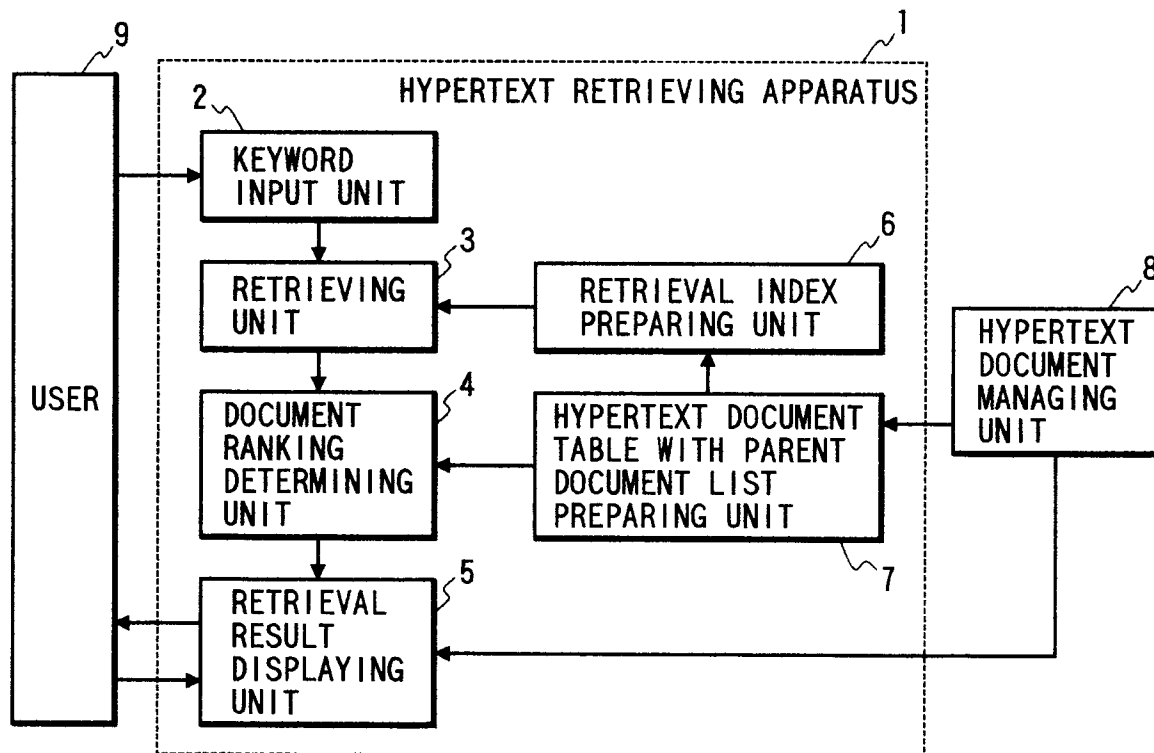 9
1
HYPERTEXT RETRIEVING APPARATUS
2
KEYWORD
INPUT UNIT
3
RETRIEVING
UNIT
6
RETRIEVAL INDEX
PREPARING UNIT
8
HYPERTEXT
DOCUMENT
MANAGING
UNIT
USER
4
DOCUMENT
RANKING
DETERMINING
UNIT
HYPERTEXT DOCUMENT
TABLE WITH PARENT
DOCUMENT LIST
PREPARING UNIT
7
5
RETRIEVAL
RESULT
DISPLAYING
UNIT